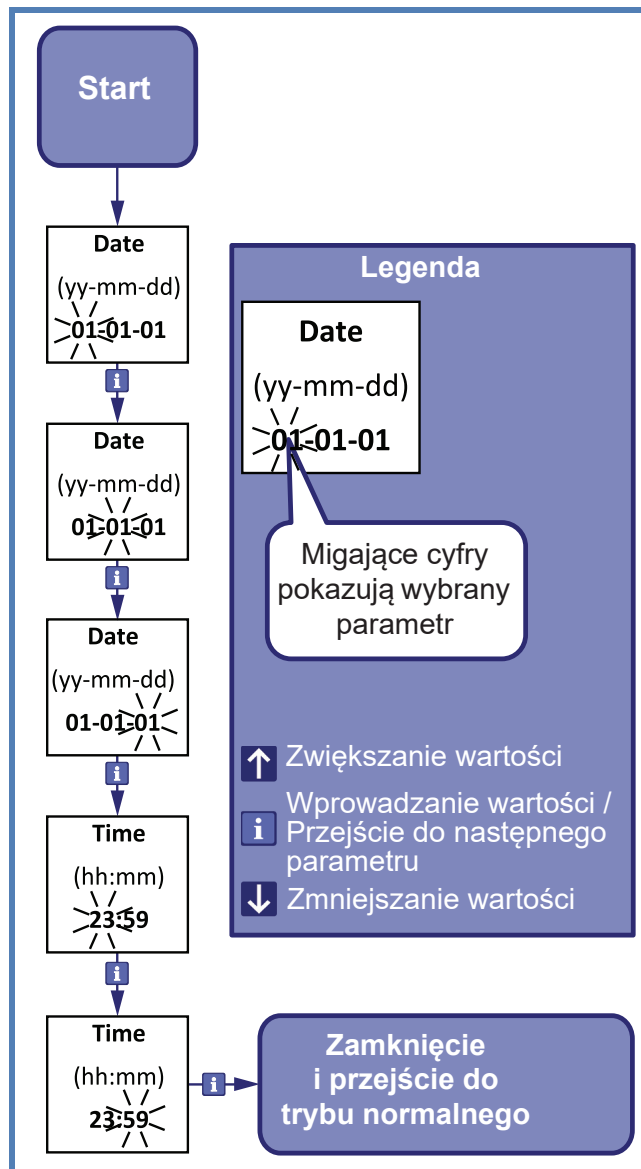 Start
Date
(yy-mm-dd)
01-01-01
i
Date
(yy-mm-dd)
01-01-01
i
Date
(yy-mm-dd)
01-01-01
i
Time
(hh:mm)
23:59
i
Time
(hh:mm)
23:59
i
Zamknięcie
i przejście do
trybu normalnego
Legenda
Date
(yy-mm-dd)
01-01-01
Migające cyfry
pokazują wybrany
parametr
↑ Zwiększanie wartości
i Wprowadzanie wartości /
Przejście do następnego
parametru
↓ Zmniejszanie wartości